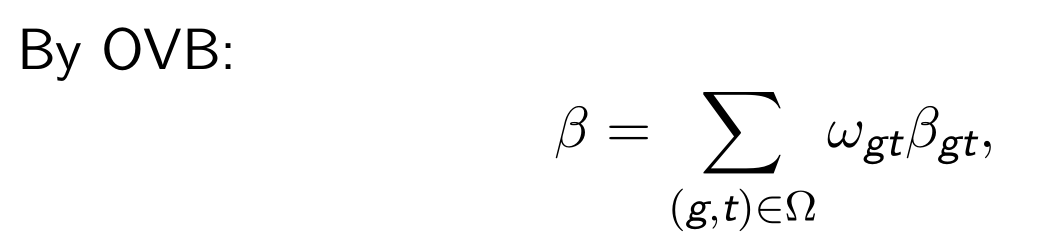 By OVB:
β = ∑ ω_{gt}β_{gt},
(g,t)∈Ω